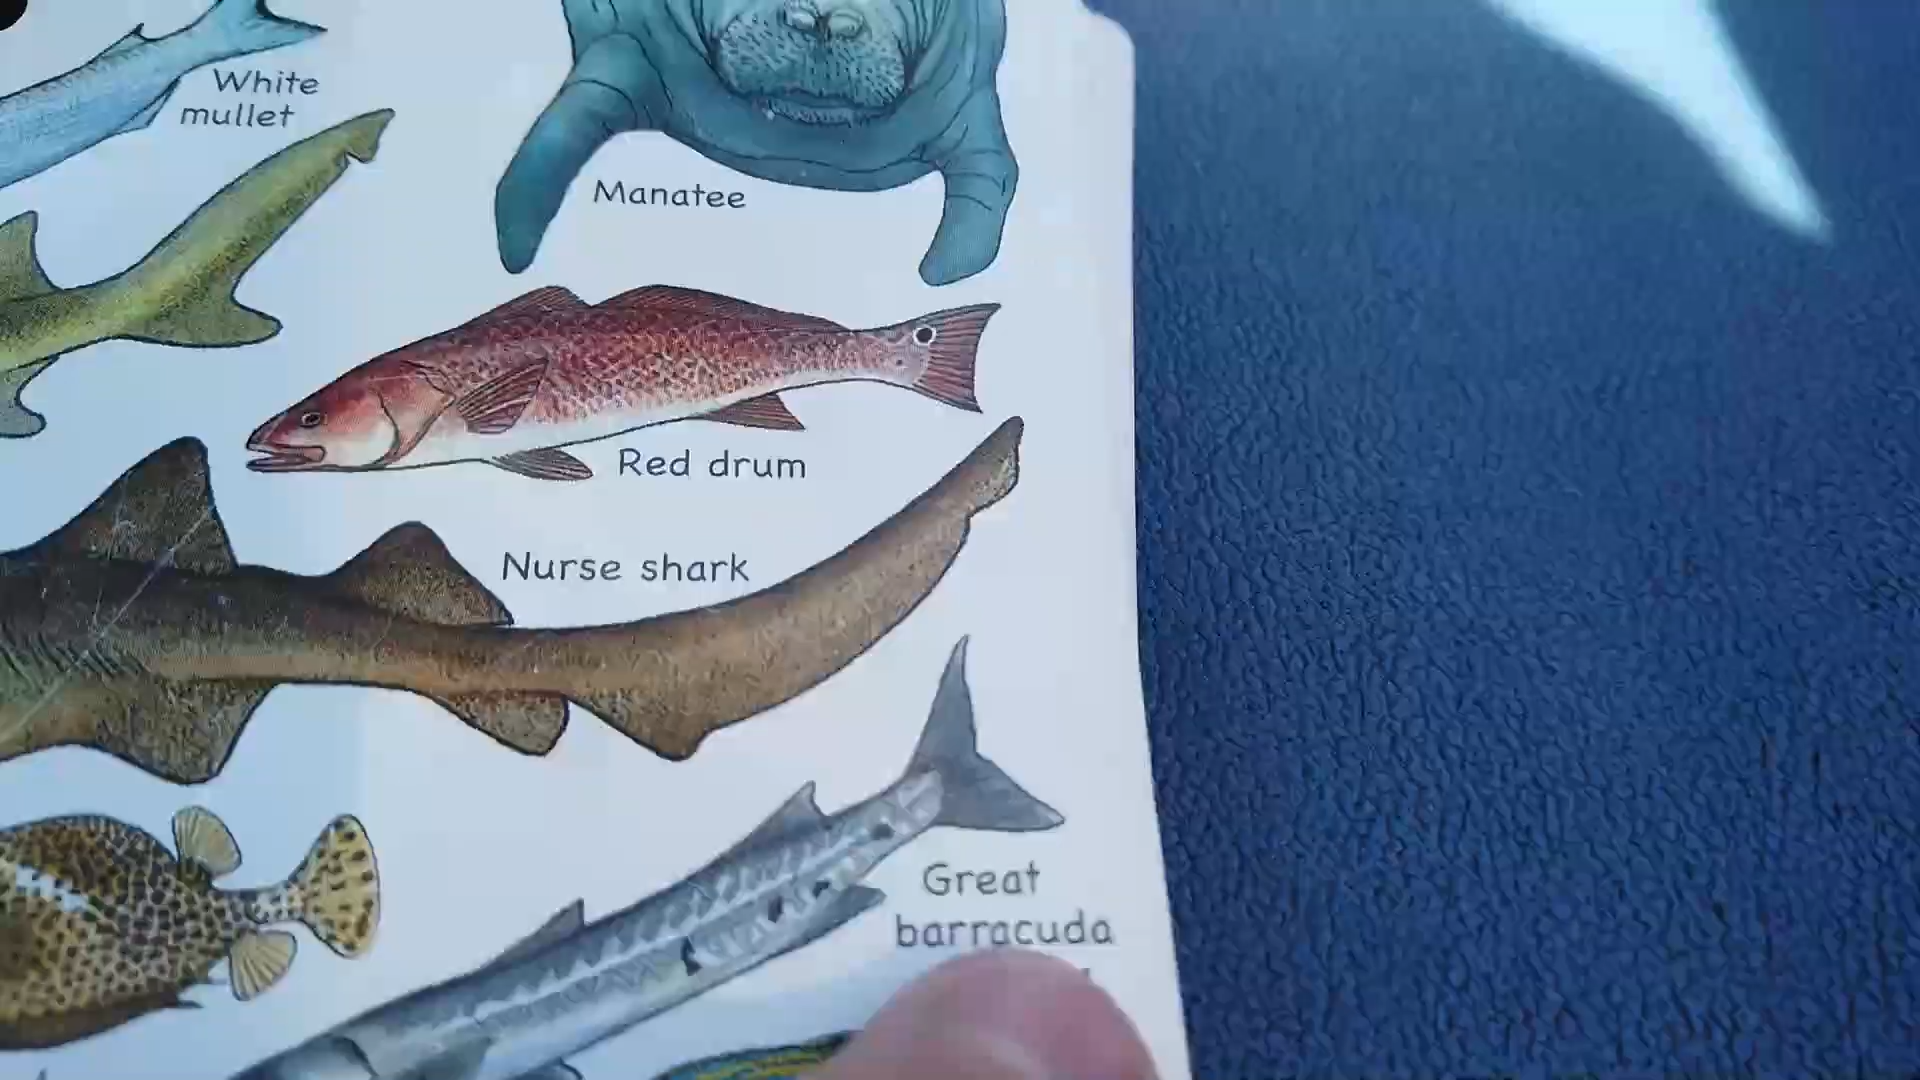 White
mullet
Manatee
Red drum
Nurse shark
Great
barracuda